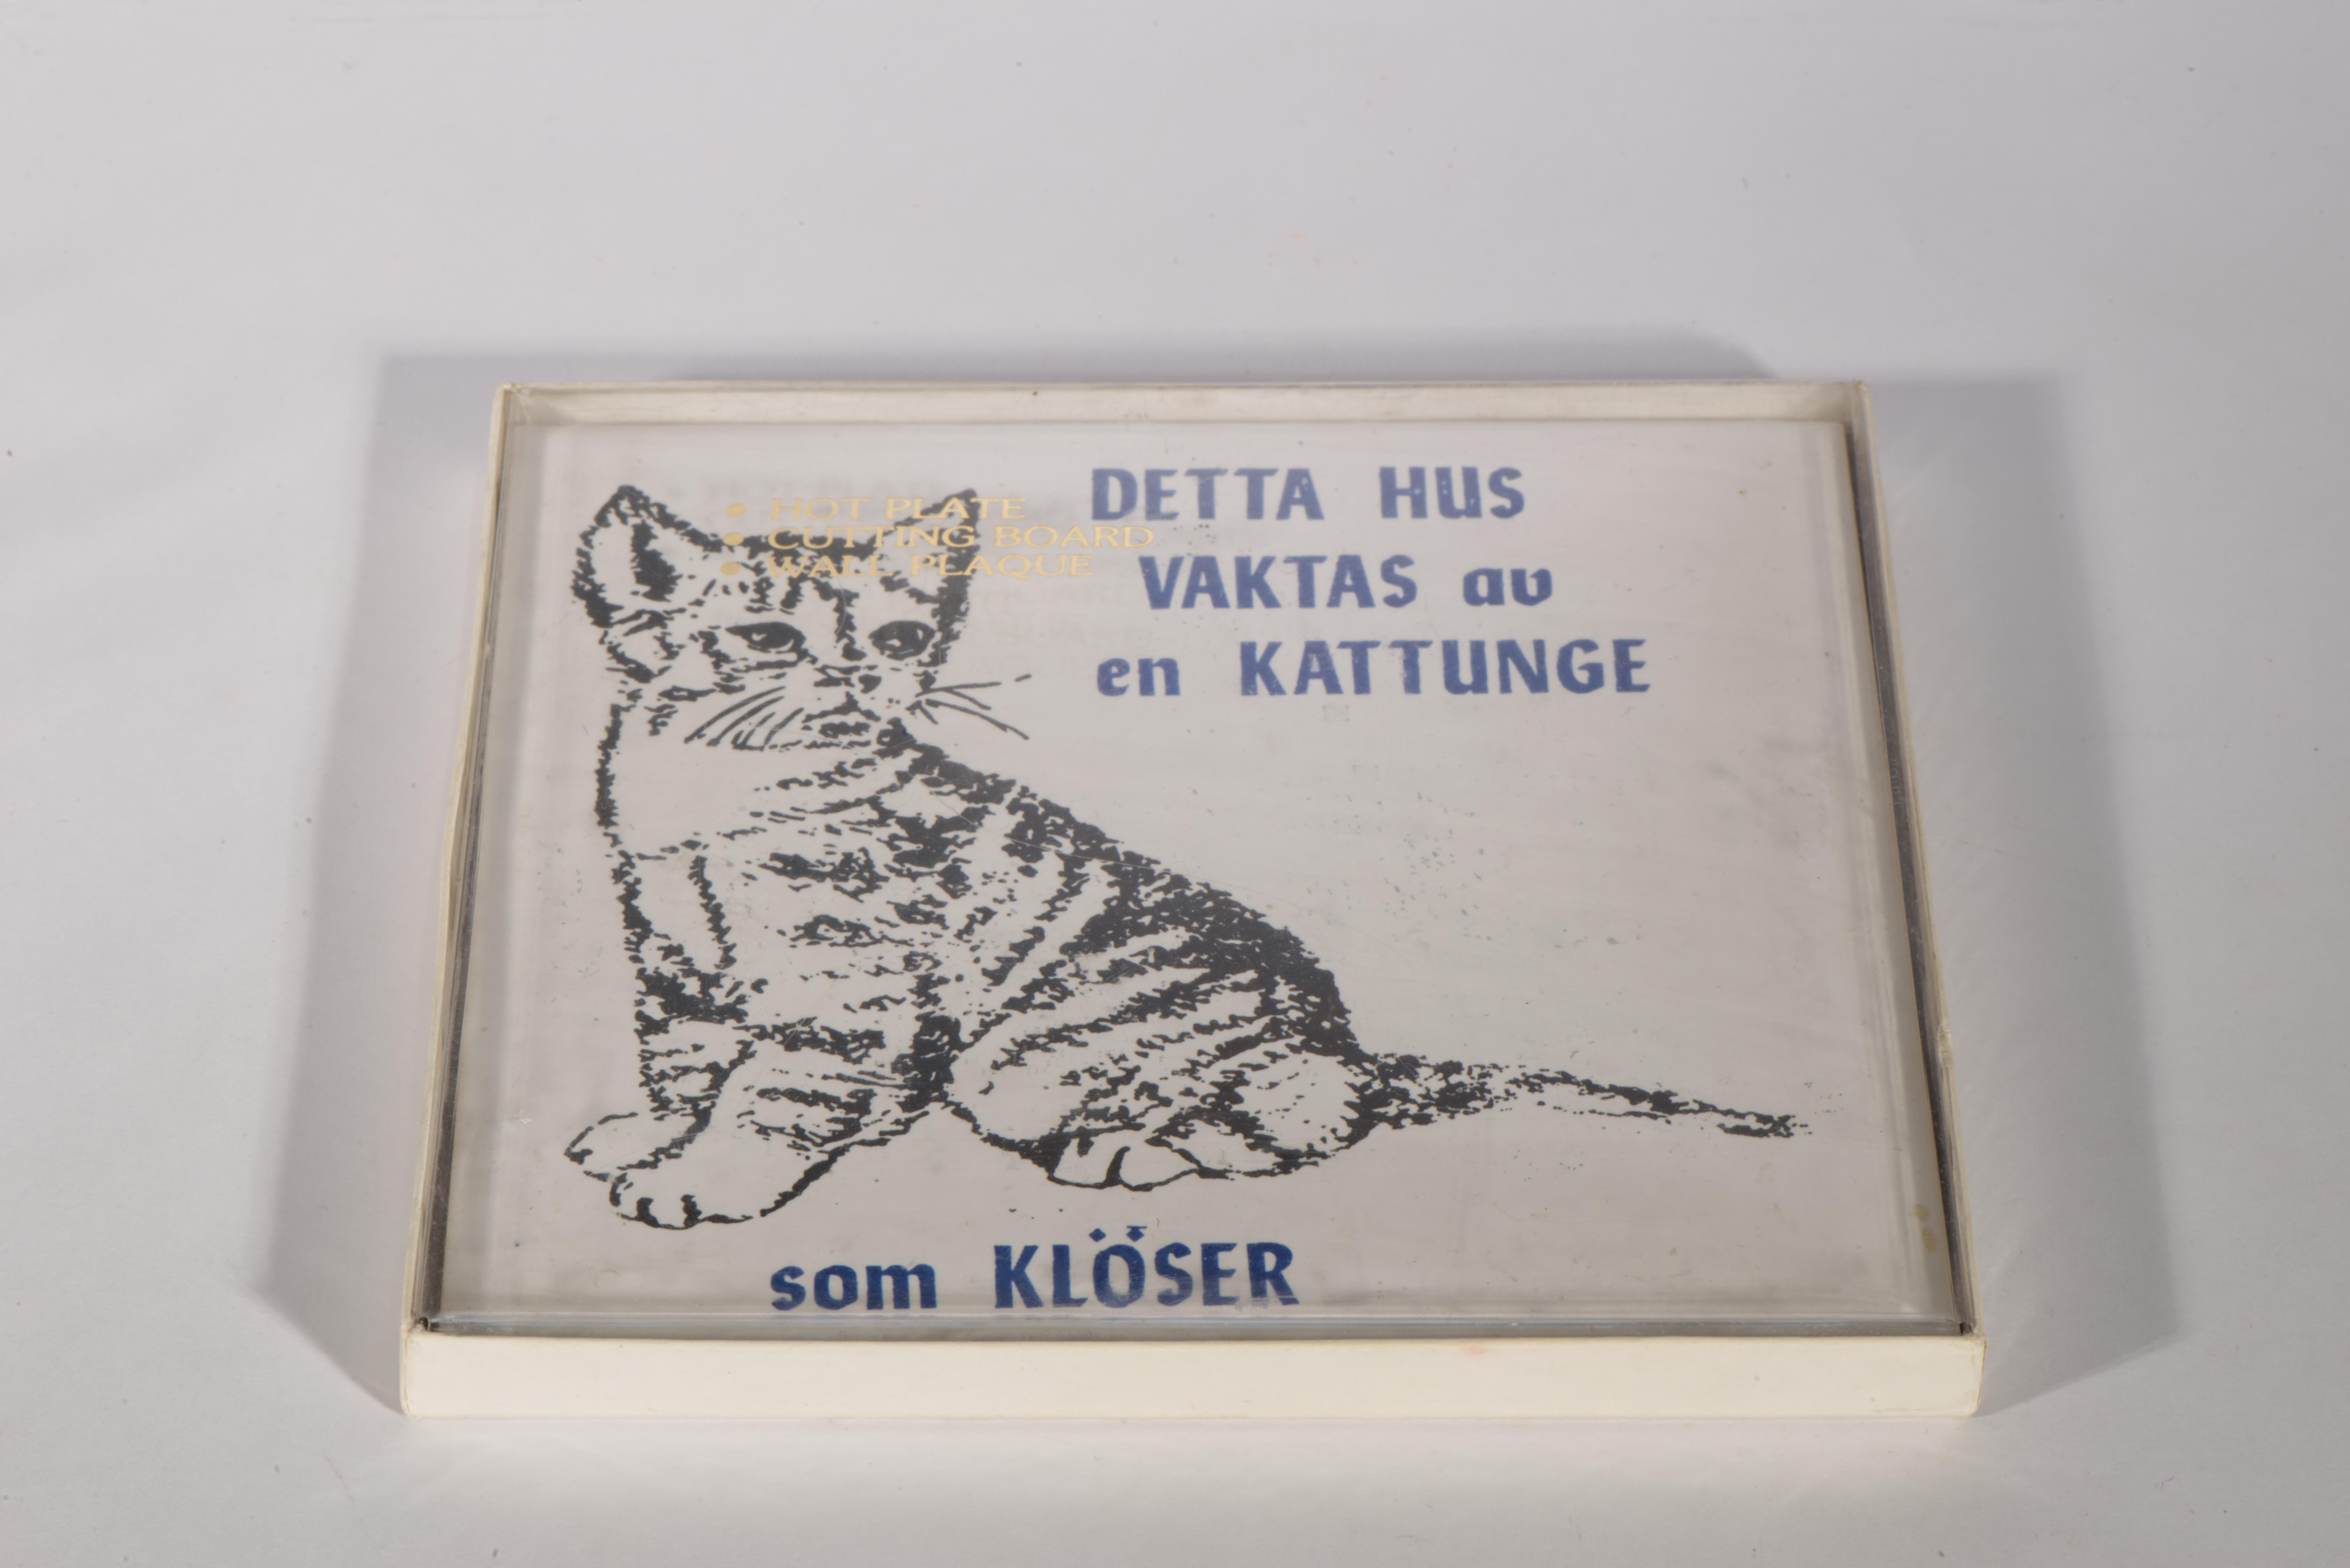 • HOT PLATE
• CUTTING BOARD
• WALL PLAQUE
DETTA HUS
VAKTAS av
en KATTUNGE
som KLÖSER